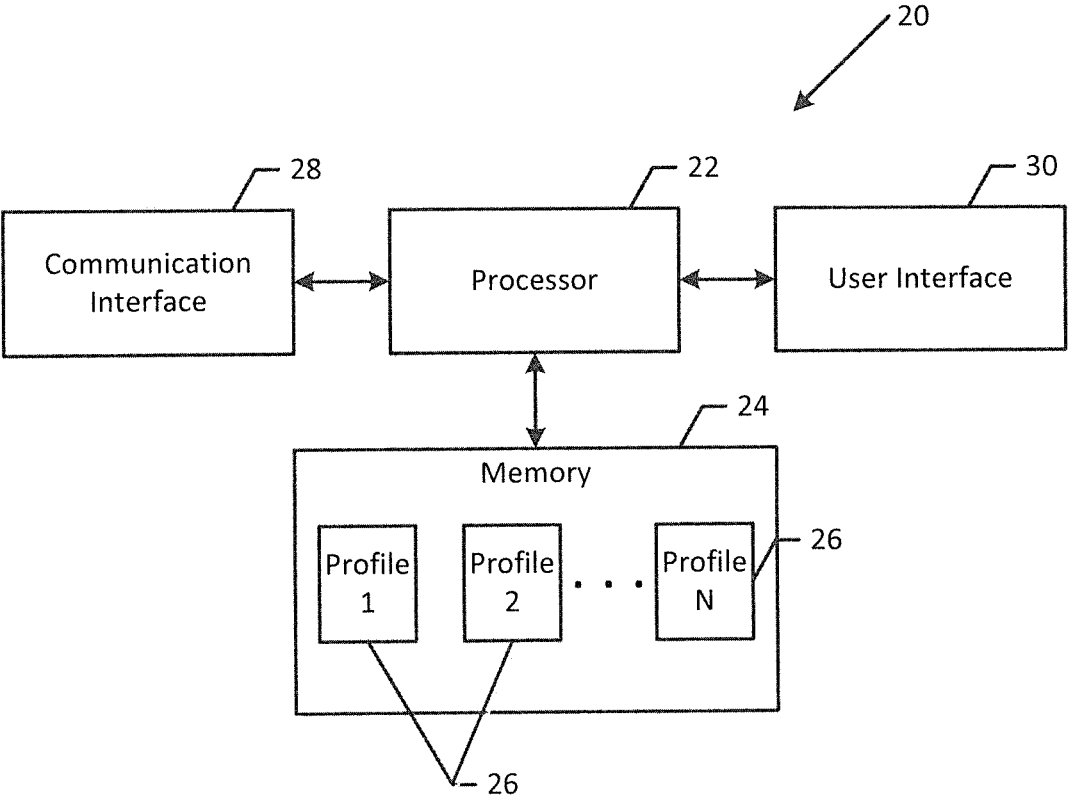 20
28
22
30
Communication
Interface
Processor
User Interface
24
Memory
Profile
1
Profile
2
. . .
Profile
N
26
26